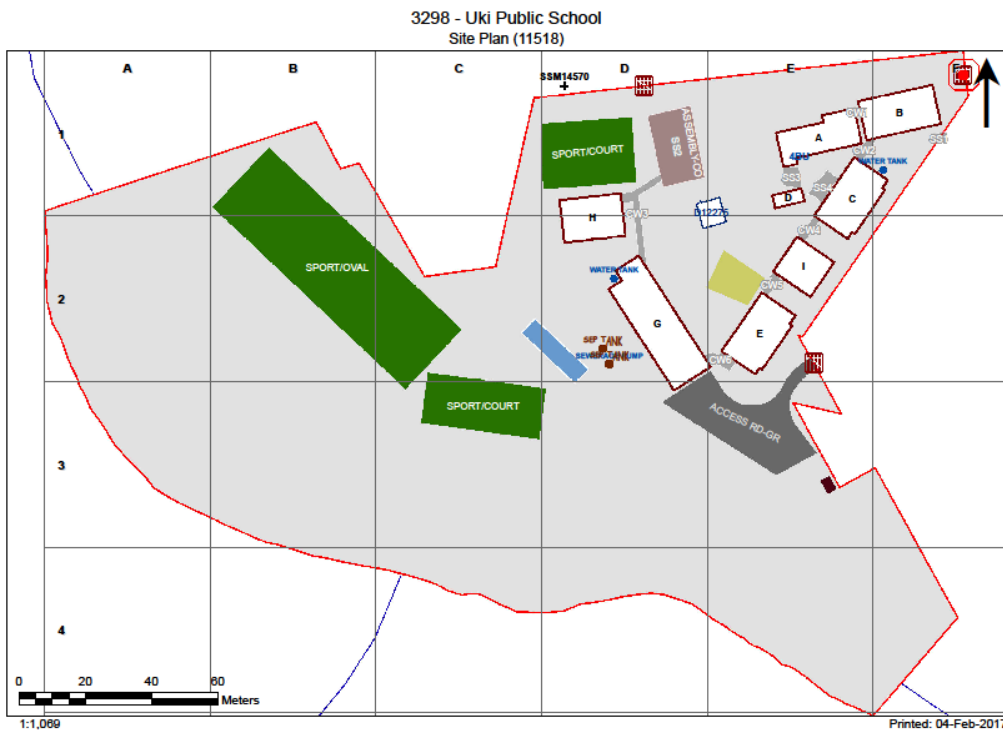 3298 - Uki Public School
Site Plan (11518)
A B C D E F
SSM14570
1
ASSEMBLY-CO
SS2
SPORT/COURT
CW1
B
A
SS1
CW2
WATER TANK
SS3
SS4
D
C
H
CW3
D12275
CW4
SPORT/OVAL
WATER TANK
I
CW5
2
G
E
SEP TANK
CW6
SPORT/COURT
ACCESS RD-GR
3
4
0 20 40 60
Meters
1:1,069
Printed: 04-Feb-2017